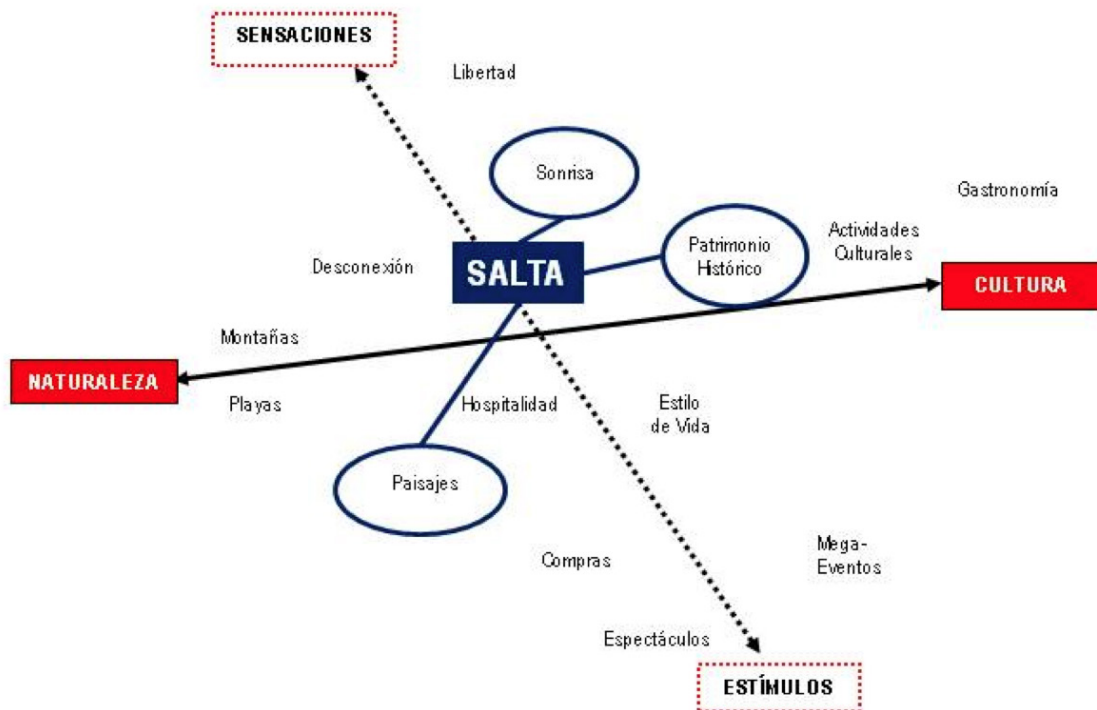 SENSACIONES
Libertad
Sonrisa
Gastronomía
Actividades
Culturales
Patrimonio
Histórico
Desconexión
SALTA
CULTURA
Montañas
NATURALEZA
Playas
Hospitalidad
Estilo
de Vida
Paisajes
Compras
Mega-
Eventos
Espectáculos
ESTÍMULOS